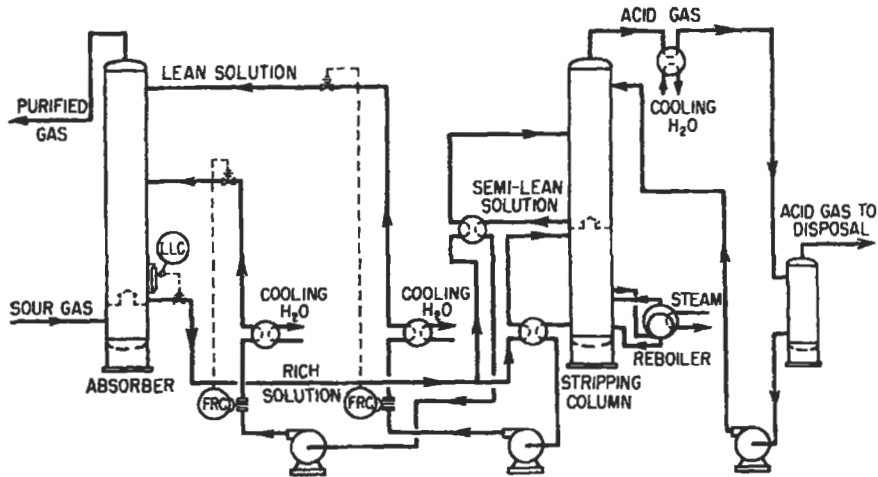 ACID GAS
LEAN SOLUTION
PURIFIED
GAS
COOLING
H₂O
SEMI-LEAN
SOLUTION
ACID GAS TO
DISPOSAL
LLC
SOUR GAS
COOLING
H₂O
COOLING
H₂O
STEAM
REBOILER
ABSORBER
RICH
SOLUTION
STRIPPING
COLUMN
FRC
FRC